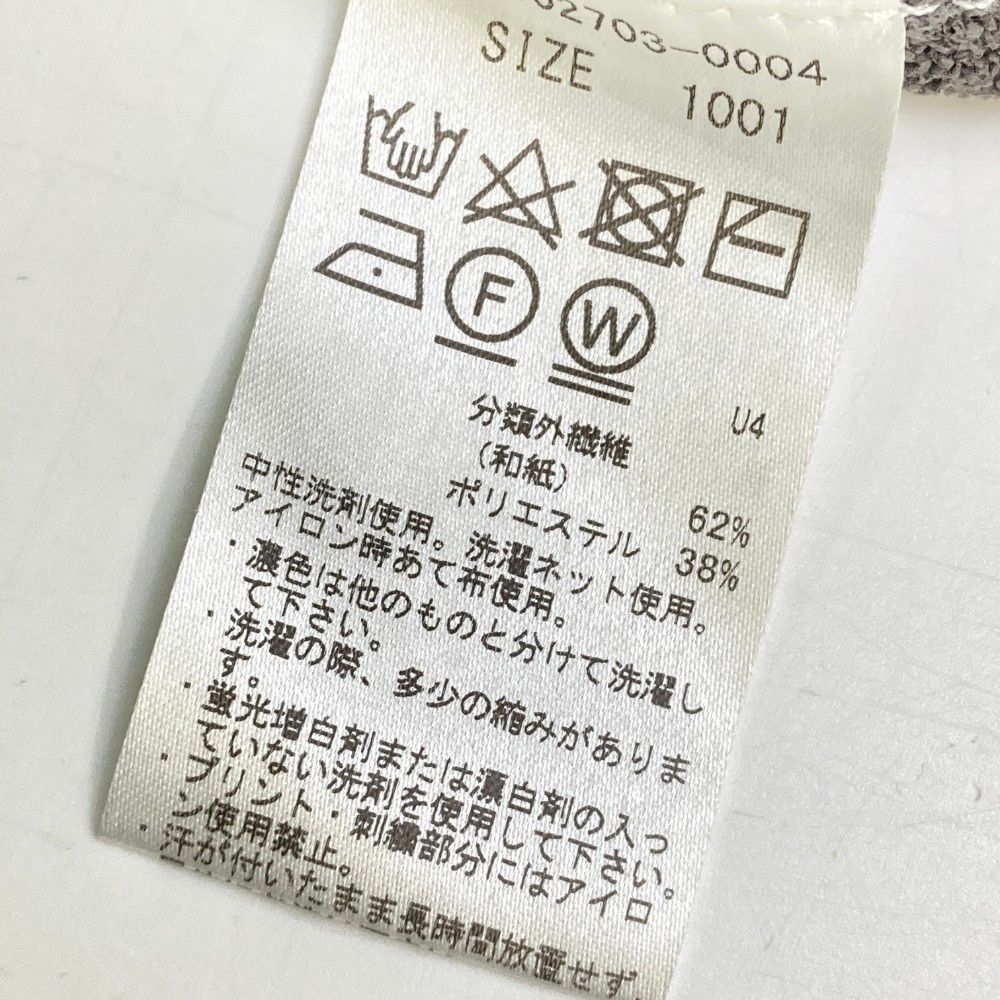 02703-0004
SIZE 1001
F W
U4
分類外繊維
(和紙) 62%
ポリエステル 38%
中性洗剤使用。洗濯ネット使用。
アイロン時あて布使用。
・濃色は他のものと分けて洗濯し
て下さい。
・洗濯の際、多少の縮みがありま
す。
・蛍光増白剤または漂白剤の入っ
ていない洗剤を使用して下さい。
・プリント・刺繍部分にはアイロ
ン使用禁止。
・汗が付いたまま長時間放置せず、